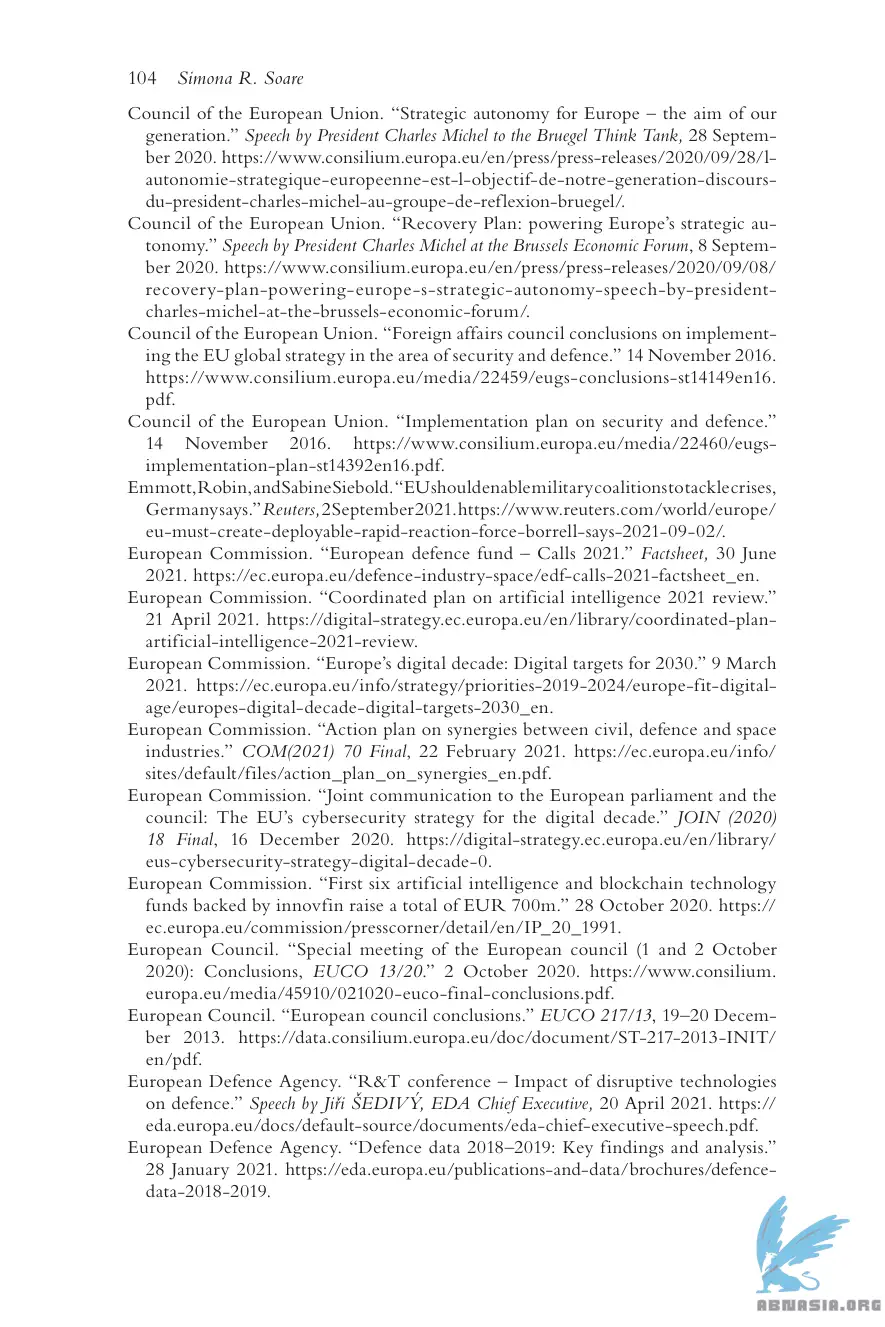 104 Simona R. Soare
Council of the European Union. “Strategic autonomy for Europe – the aim of our
generation.” Speech by President Charles Michel to the Bruegel Think Tank, 28 Septem-
ber 2020. https://www.consilium.europa.eu/en/press/press-releases/2020/09/28/l-
autonomie-strategique-europeenne-est-l-objectif-de-notre-generation-discours-
du-president-charles-michel-au-groupe-de-reflexion-bruegel/.
Council of the European Union. “Recovery Plan: powering Europe’s strategic au-
tonomy.” Speech by President Charles Michel at the Brussels Economic Forum, 8 Septem-
ber 2020. https://www.consilium.europa.eu/en/press/press-releases/2020/09/08/
recovery-plan-powering-europe-s-strategic-autonomy-speech-by-president-
charles-michel-at-the-brussels-economic-forum/.
Council of the European Union. “Foreign affairs council conclusions on implement-
ing the EU global strategy in the area of security and defence.” 14 November 2016.
https://www.consilium.europa.eu/media/22459/eugs-conclusions-st14149en16.
pdf.
Council of the European Union. “Implementation plan on security and defence.”
14 November 2016. https://www.consilium.europa.eu/media/22460/eugs-
implementation-plan-st14392en16.pdf.
Emmott, Robin, and Sabine Siebold. “EU should enable military coalitions to tackle crises,
Germany says.” Reuters, 2 September 2021. https://www.reuters.com/world/europe/
eu-must-create-deployable-rapid-reaction-force-borrell-says-2021-09-02/.
European Commission. “European defence fund – Calls 2021.” Factsheet, 30 June
2021. https://ec.europa.eu/defence-industry-space/edf-calls-2021-factsheet_en.
European Commission. “Coordinated plan on artificial intelligence 2021 review.”
21 April 2021. https://digital-strategy.ec.europa.eu/en/library/coordinated-plan-
artificial-intelligence-2021-review.
European Commission. “Europe’s digital decade: Digital targets for 2030.” 9 March
2021. https://ec.europa.eu/info/strategy/priorities-2019-2024/europe-fit-digital-
age/europes-digital-decade-digital-targets-2030_en.
European Commission. “Action plan on synergies between civil, defence and space
industries.” COM(2021) 70 Final, 22 February 2021. https://ec.europa.eu/info/
sites/default/files/action_plan_on_synergies_en.pdf.
European Commission. “Joint communication to the European parliament and the
council: The EU’s cybersecurity strategy for the digital decade.” JOIN (2020)
18 Final, 16 December 2020. https://digital-strategy.ec.europa.eu/en/library/
eus-cybersecurity-strategy-digital-decade-0.
European Commission. “First six artificial intelligence and blockchain technology
funds backed by innovfin raise a total of EUR 700m.” 28 October 2020. https://
ec.europa.eu/commission/presscorner/detail/en/IP_20_1991.
European Council. “Special meeting of the European council (1 and 2 October
2020): Conclusions, EUCO 13/20.” 2 October 2020. https://www.consilium.
europa.eu/media/45910/021020-euco-final-conclusions.pdf.
European Council. “European council conclusions.” EUCO 217/13, 19–20 Decem-
ber 2013. https://data.consilium.europa.eu/doc/document/ST-217-2013-INIT/
en/pdf.
European Defence Agency. “R&T conference – Impact of disruptive technologies
on defence.” Speech by Jiří ŠEDIVÝ, EDA Chief Executive, 20 April 2021. https://
eda.europa.eu/docs/default-source/documents/eda-chief-executive-speech.pdf.
European Defence Agency. “Defence data 2018–2019: Key findings and analysis.”
28 January 2021. https://eda.europa.eu/publications-and-data/brochures/defence-
data-2018-2019.
ABNASIA.ORG